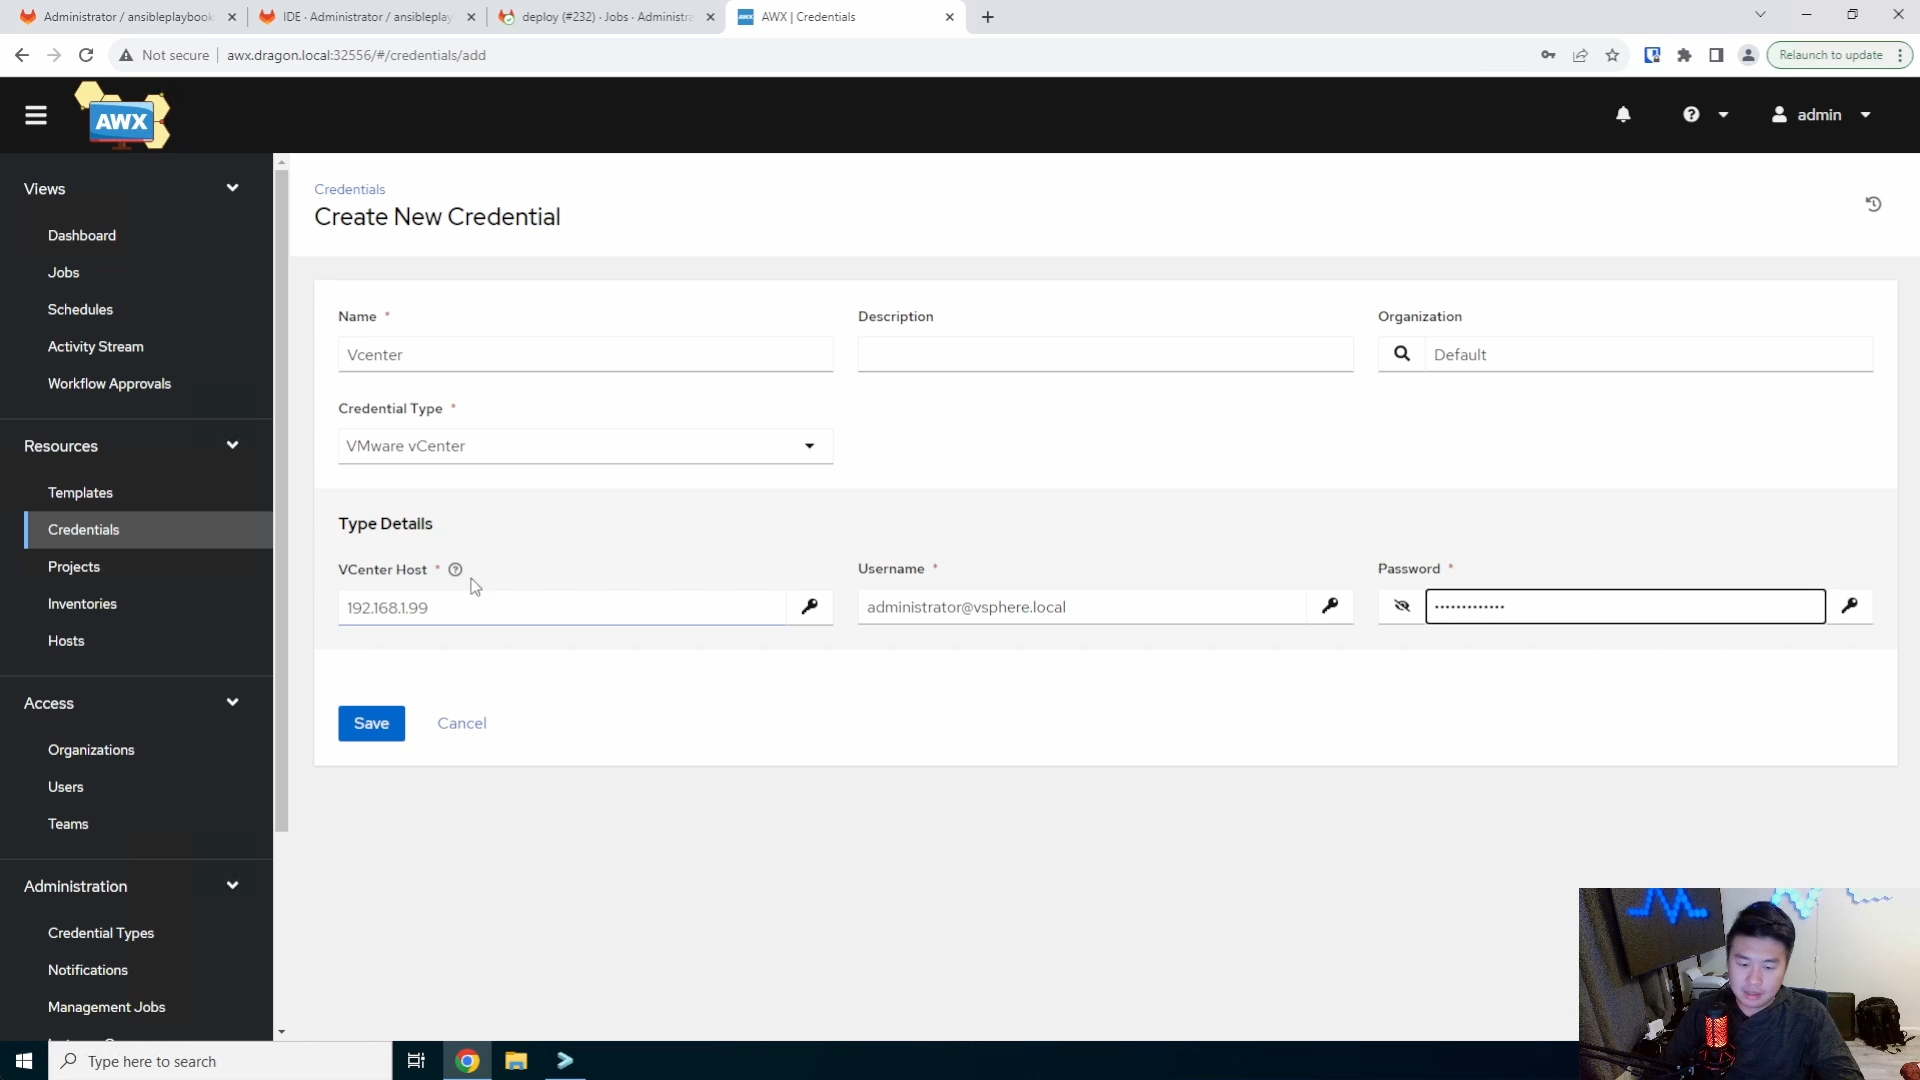 Administrator / ansibleplaybook
IDE · Administrator / ansibleplay
deploy (#232) · Jobs · Administra
AWX | Credentials
Not secure
awx.dragon.local:32556/#/credentials/add
Relaunch to update
AWX
admin
Views
Dashboard
Jobs
Schedules
Activity Stream
Workflow Approvals
Resources
Templates
Credentials
Projects
Inventories
Hosts
Access
Organizations
Users
Teams
Administration
Credential Types
Notifications
Management Jobs
Credentials
Create New Credential
Name *
Description
Organization
Vcenter
Default
Credential Type *
VMware vCenter
Type Details
VCenter Host *
Username *
Password *
192.168.1.99
administrator@vsphere.local
•••••••••••••
Save
Cancel
Type here to search